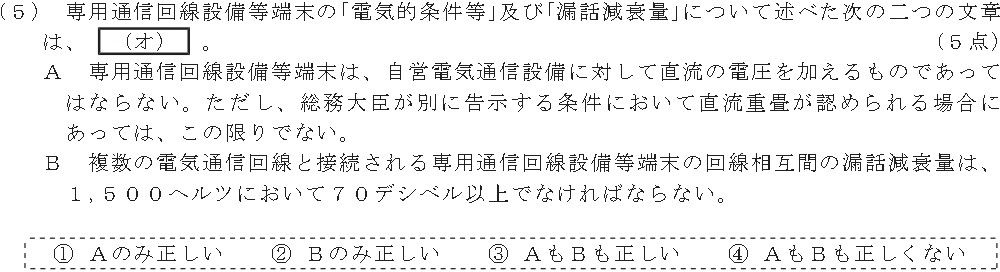 （５） 専用通信回線設備等端末の「電気的条件等」及び「漏話減衰量」について述べた次の二つの文章
は、 （オ） 。 （５点）
Ａ 専用通信回線設備等端末は、自営電気通信設備に対して直流の電圧を加えるものであって
はならない。ただし、総務大臣が別に告示する条件において直流重畳が認められる場合に
あっては、この限りでない。
Ｂ 複数の電気通信回線と接続される専用通信回線設備等端末の回線相互間の漏話減衰量は、
１,５００ヘルツにおいて７０デシベル以上でなければならない。
① Ａのみ正しい ② Ｂのみ正しい ③ ＡもＢも正しい ④ ＡもＢも正しくない